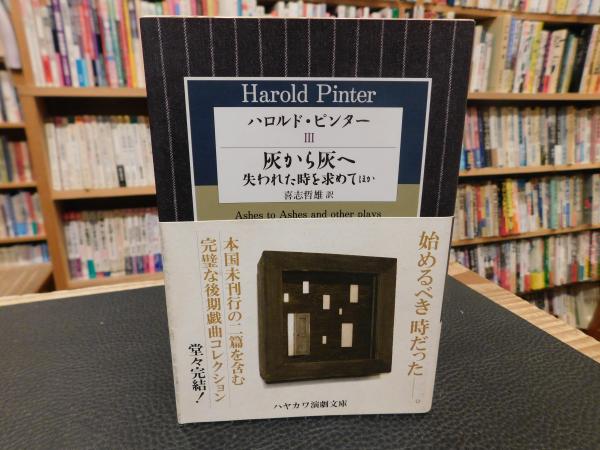 Harold Pinter
ハロルド・ピンター
III
灰から灰へ
失われた時を求めて ほか
喜志哲雄 訳
Ashes to Ashes and other plays
始めるべき時だった――。
本国未刊行の二篇を含む
完璧な後期戯曲コレクション
堂々完結!
ハヤカワ演劇文庫